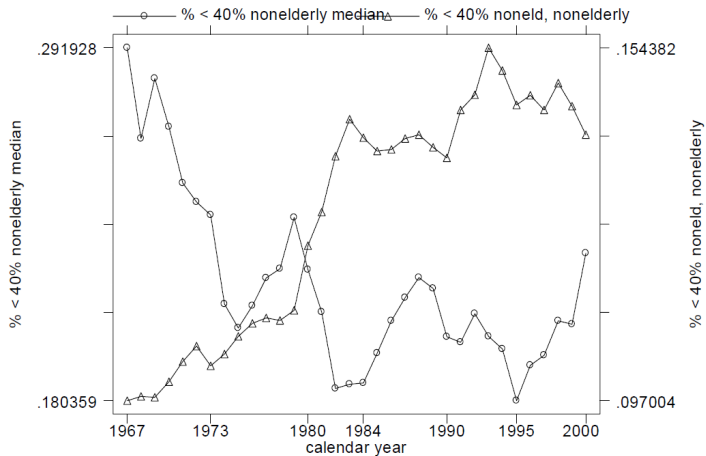 % < 40% nonelderly median % < 40% noneld, nonelderly
.291928
.154382
% < 40% nonelderly median
% < 40% noneld, nonelderly
.180359
.097004
1967 1973 1980 1984 1990 1995 2000
calendar year